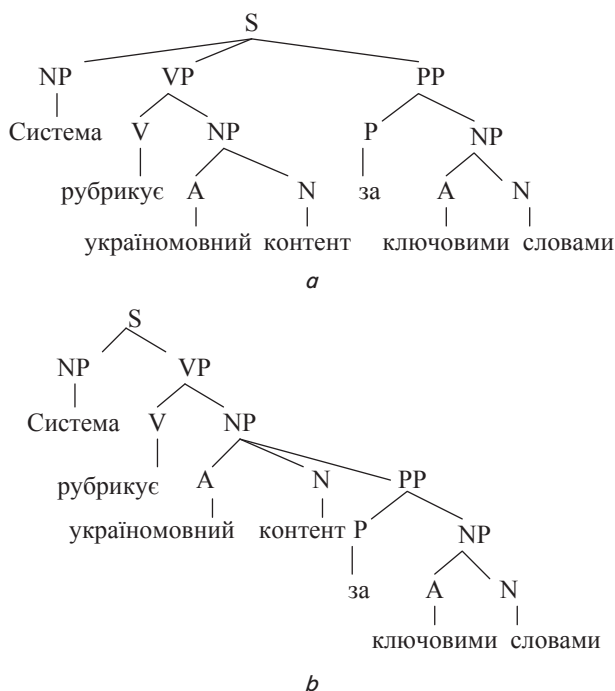 S
NP VP PP
Система V NP P NP
рубрикує A N за A N
україномовний контент ключовими словами
a
S
NP VP
Система V NP
рубрикує A N PP
україномовний контент P NP
за A N
ключовими словами
b